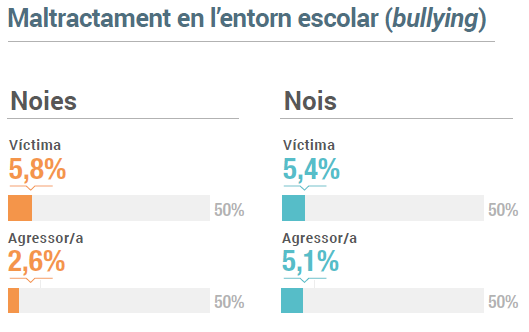 Maltractament en l'entorn escolar (bullying)
Noies
Víctima
5,8%
50%
Agressor/a
2,6%
50%
Nois
Víctima
5,4%
50%
Agressor/a
5,1%
50%